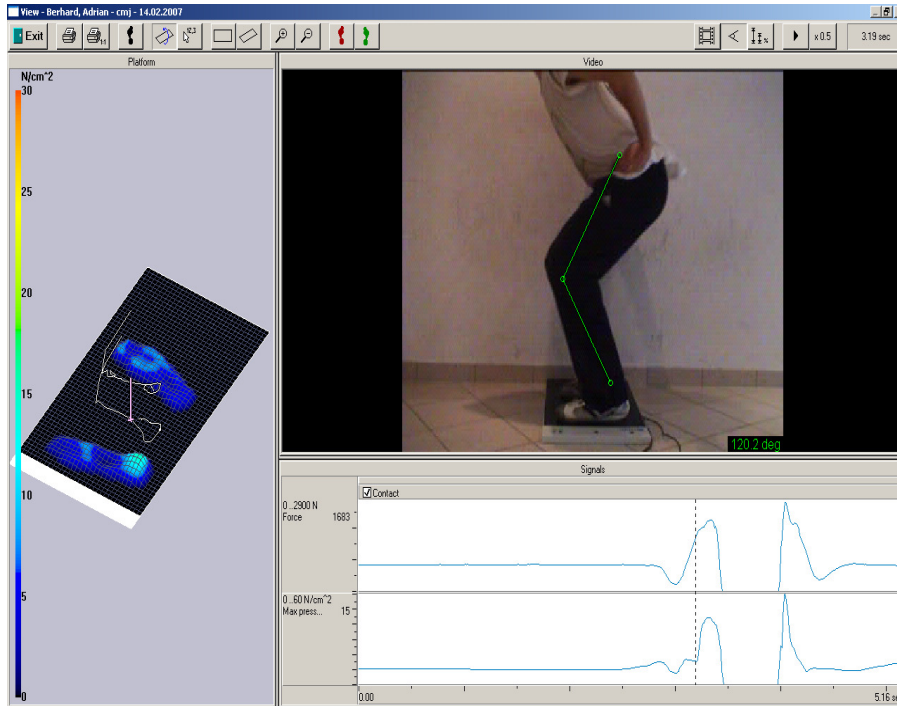 View - Berhard, Adrian - cmj - 14.02.2007
Exit
x 0.5
3.19 sec
Platform
Video
N/cm^2
30
25
20
15
10
5
0
120.2 deg
Signals
Contact
0...2900 N
Force 1683
0...60 N/cm^2
Max press... 15
0.00
5.16 se